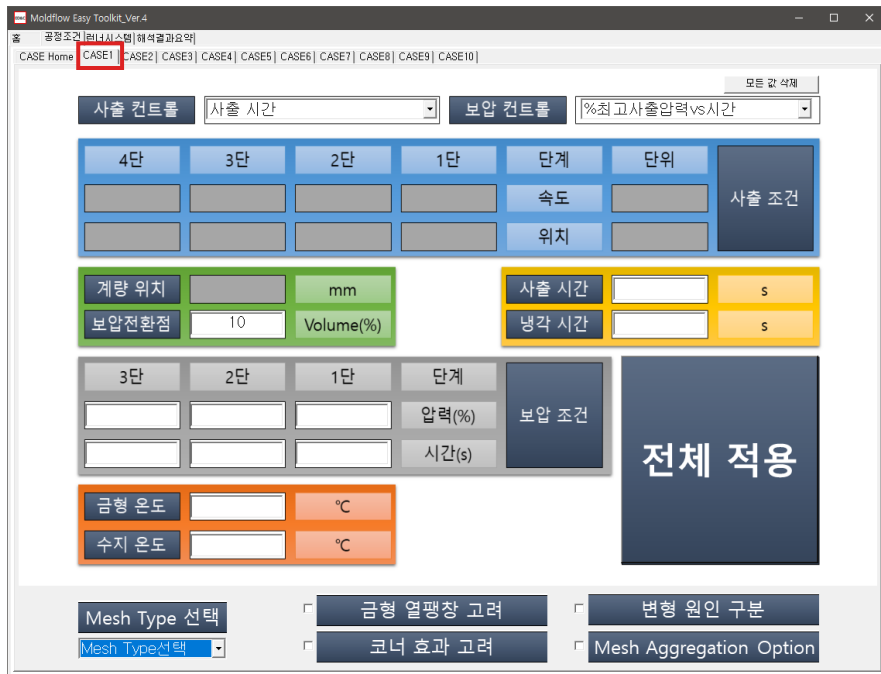 Moldflow Easy Toolkit_Ver.4
홈 공정조건 런너시스템 해석결과요약
CASE Home CASE1 CASE2 CASE3 CASE4 CASE5 CASE6 CASE7 CASE8 CASE9 CASE10
모든 값 삭제
사출 컨트롤 사출 시간 보압 컨트롤 %최고사출압력vs시간
4단 3단 2단 1단 단계 단위
속도 사출 조건
위치
계량 위치 mm 사출 시간 s
보압전환점 10 Volume(%) 냉각 시간 s
3단 2단 1단 단계
압력(%) 보압 조건
시간(s)
전체 적용
금형 온도 ℃
수지 온도 ℃
Mesh Type 선택 금형 열팽창 고려 변형 원인 구분
Mesh Type선택 코너 효과 고려 Mesh Aggregation Option